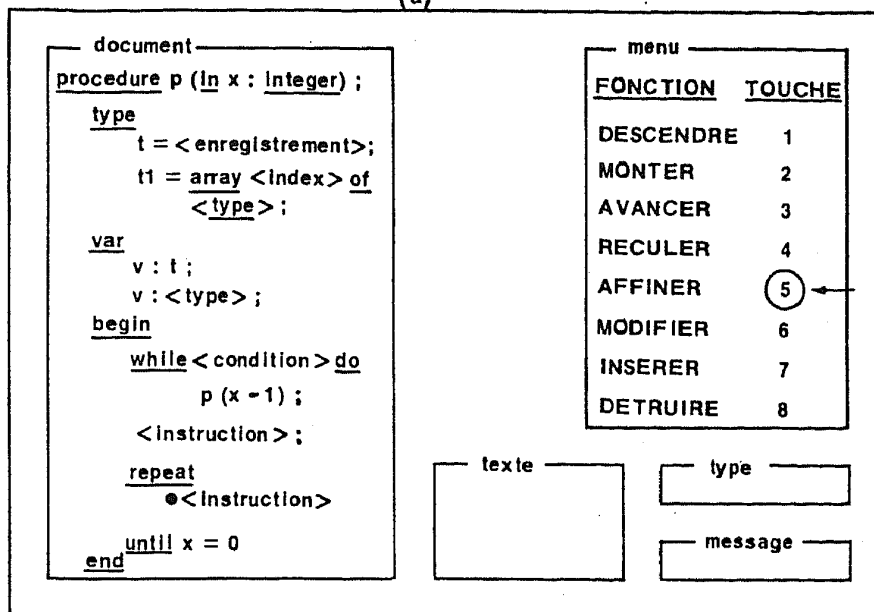 (a)
document
procedure p (in x : integer) ;
type
t = <enregistrement>;
t1 = array <index> of
<type> ;
var
v : t ;
v : <type> ;
begin
while <condition> do
p (x - 1) ;
<instruction> ;
repeat
●<instruction>
until x = 0
end
menu
FONCTION TOUCHE
DESCENDRE 1
MONTER 2
AVANCER 3
RECULER 4
AFFINER 5
MODIFIER 6
INSERER 7
DETRUIRE 8
texte
type
message